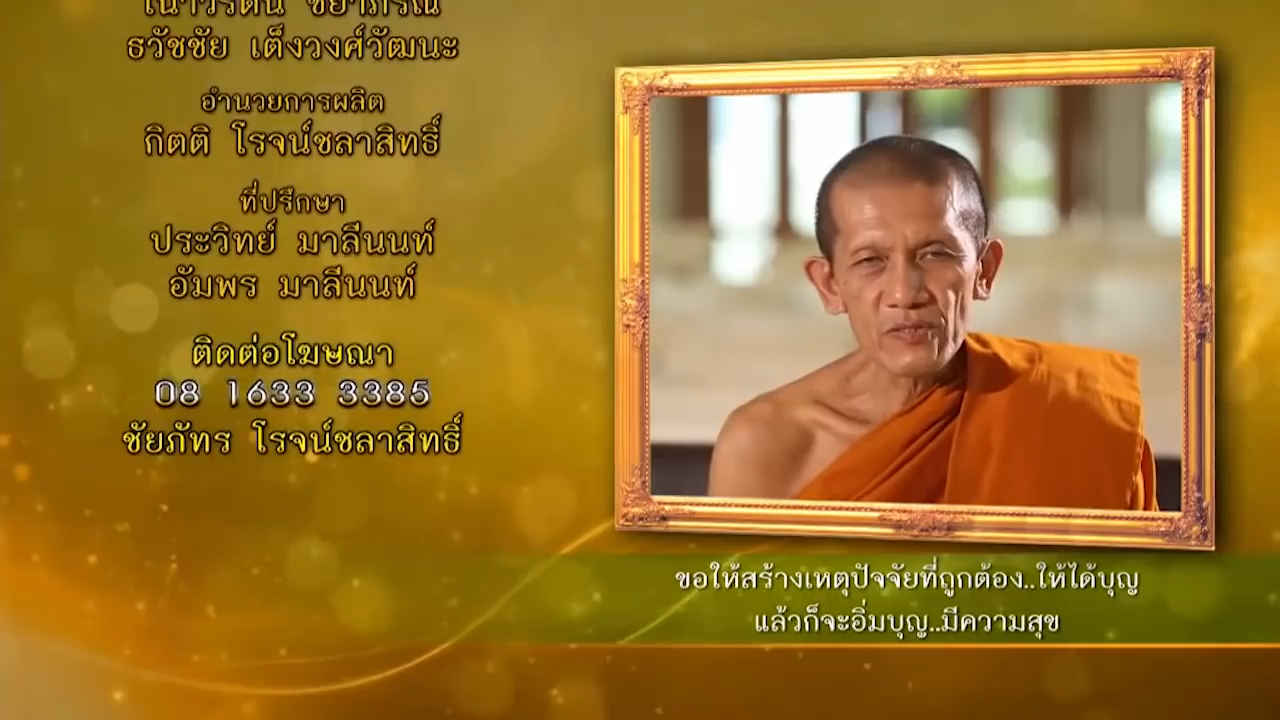 ธวัชชัย เต็งวงศ์วัฒนะ
อำนวยการผลิต
กิตติ โรจน์ชลาสิทธิ์
ที่ปรึกษา
ประวิทย์ มาลีนนท์
อัมพร มาลีนนท์
ติดต่อโฆษณา
08 1633 3385
ชัยภัทร โรจน์ชลาสิทธิ์
ขอให้สร้างเหตุปัจจัยที่ถูกต้อง..ให้ได้บุญ
แล้วก็จะอิ่มบุญ..มีความสุข